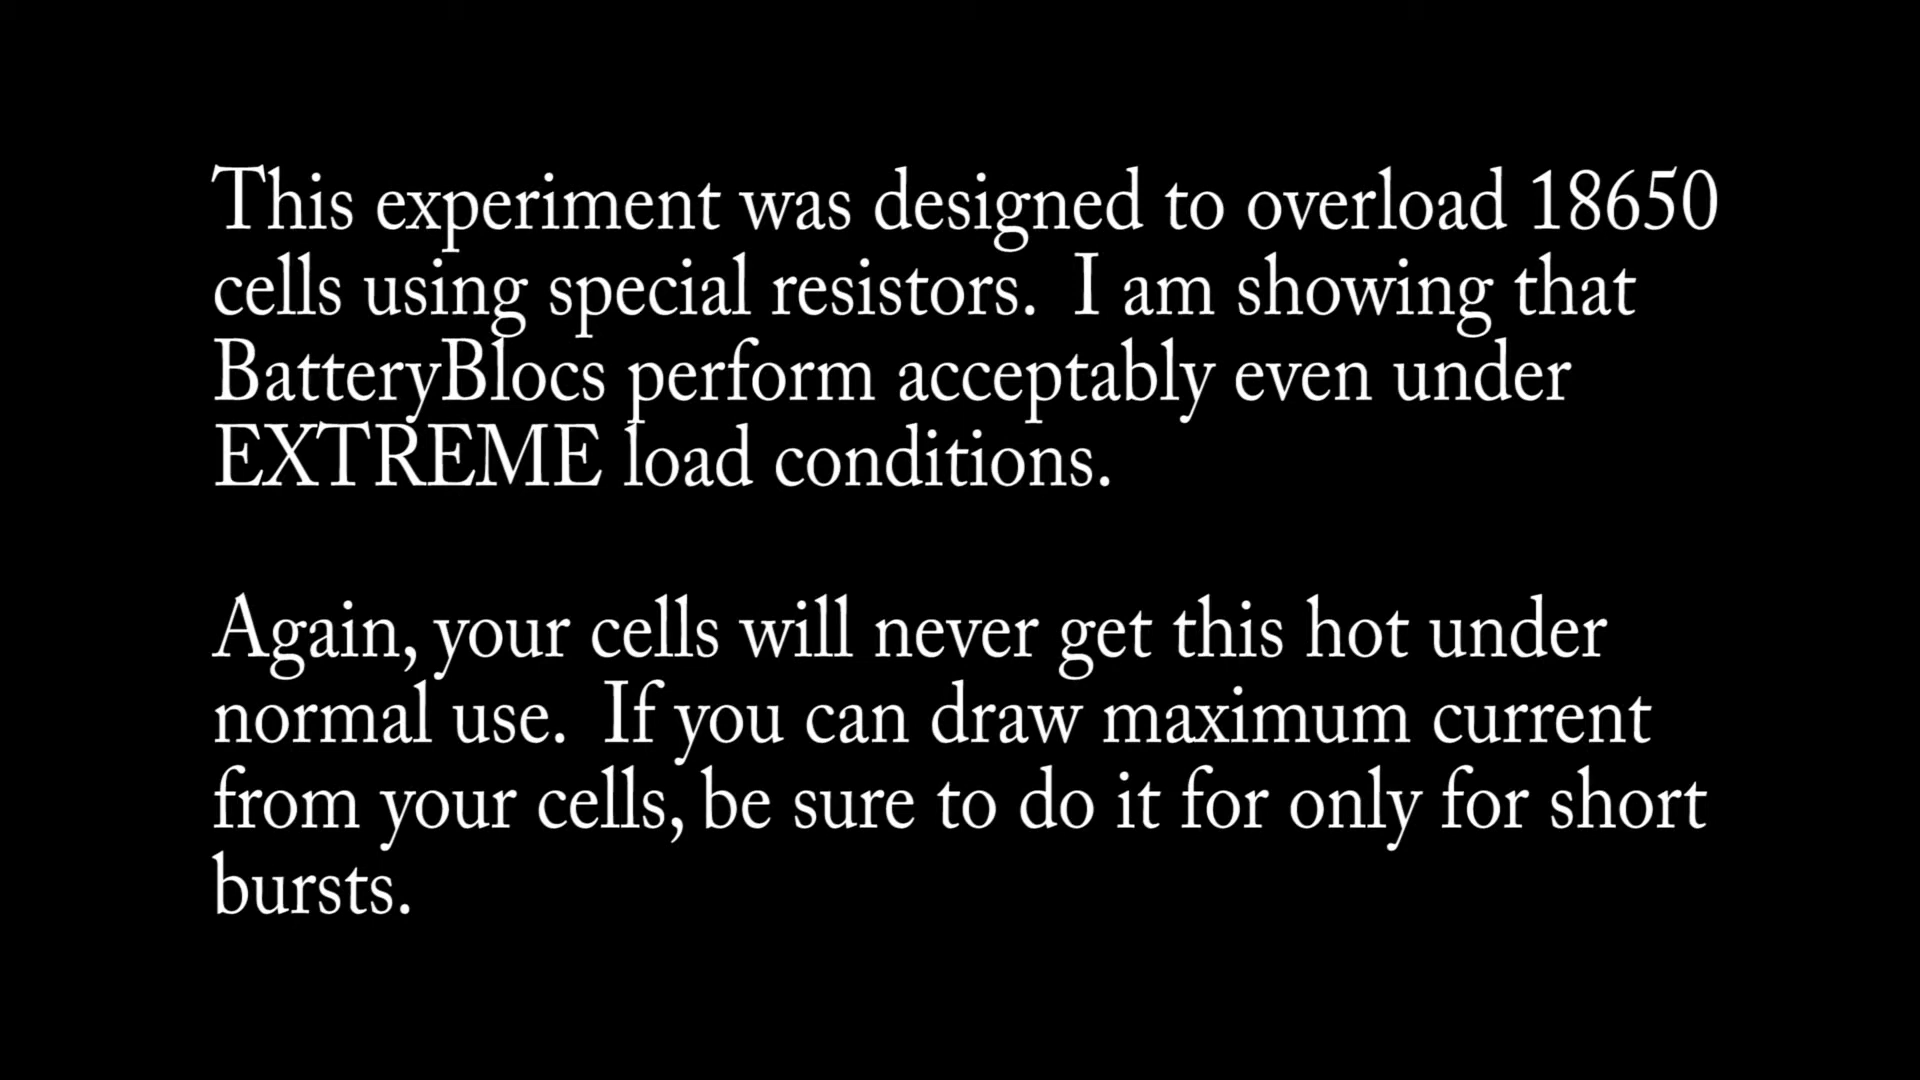 This experiment was designed to overload 18650
cells using special resistors.  I am showing that
BatteryBlocs perform acceptably even under
EXTREME load conditions.
Again, your cells will never get this hot under
normal use.  If you can draw maximum current
from your cells, be sure to do it for only for short
bursts.